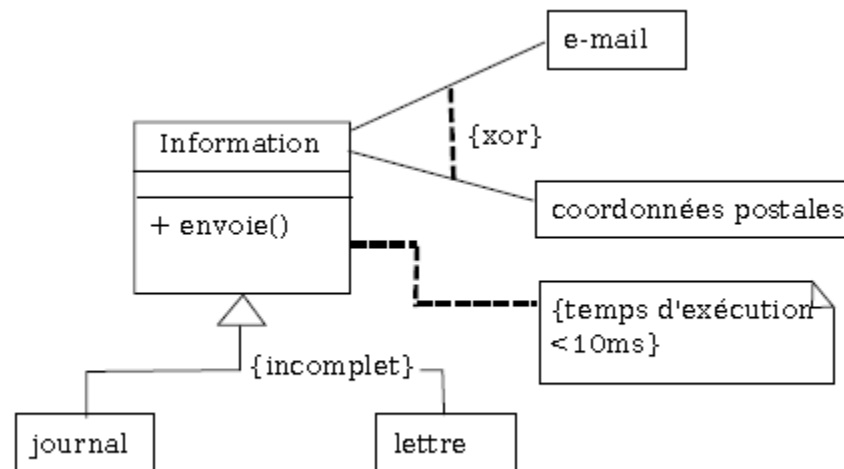 e-mail
Information
{xor}
coordonnées postales
+ envoie()
{temps d'exécution
<10ms}
{incomplet}
journal
lettre